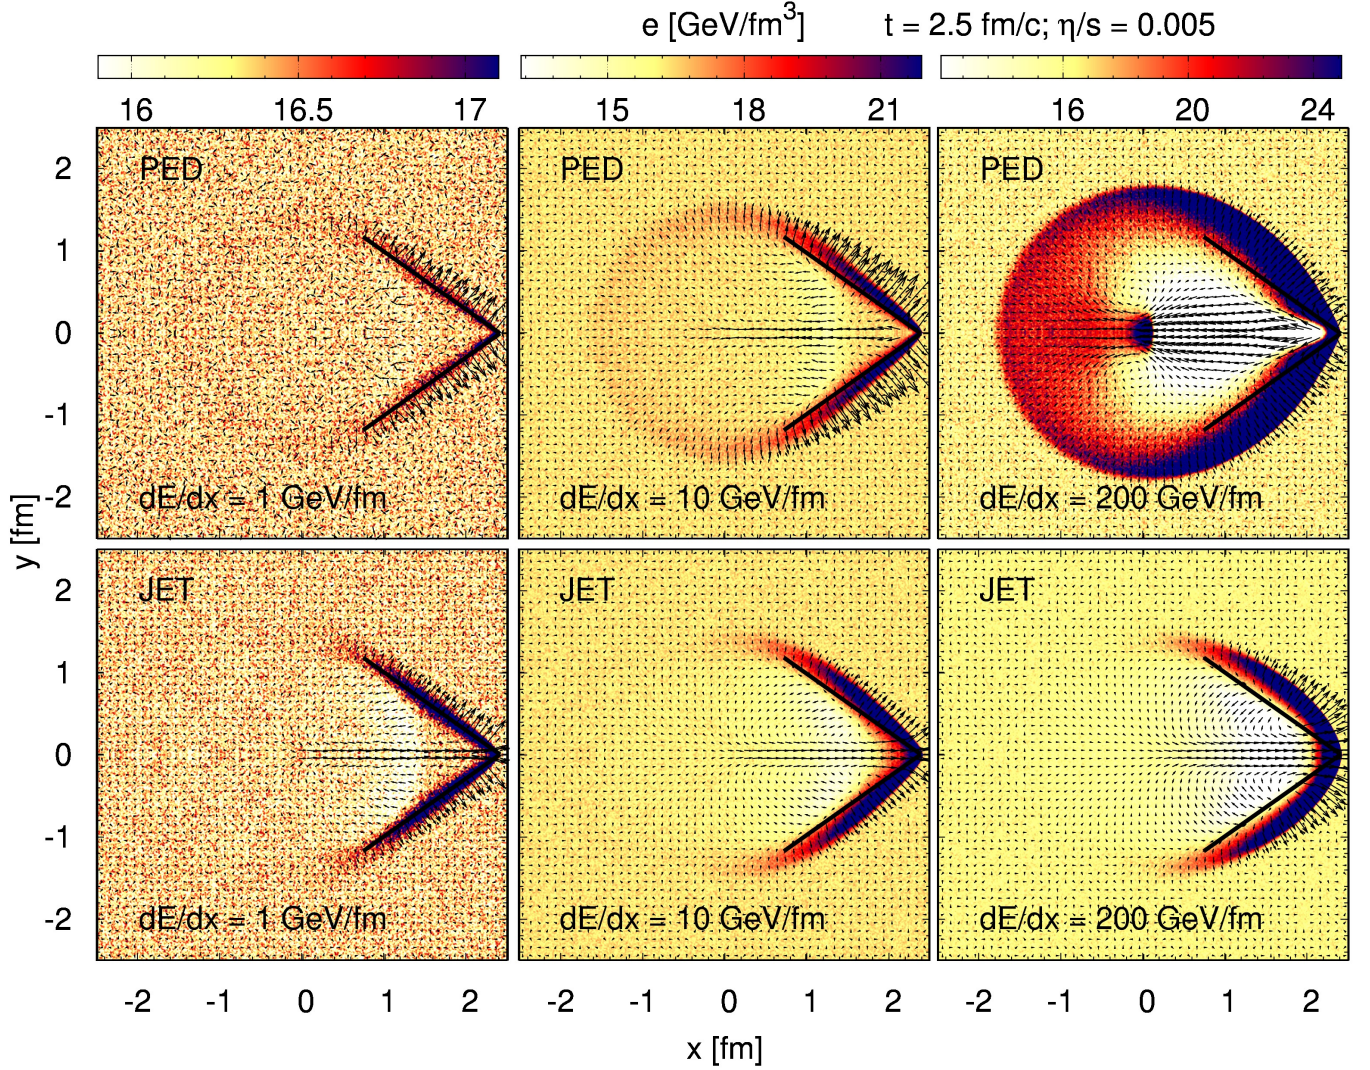 e [GeV/fm³] t = 2.5 fm/c; η/s = 0.005
16 16.5 17 15 18 21 16 20 24
PED PED PED
2
1
0
-1
-2
dE/dx = 1 GeV/fm dE/dx = 10 GeV/fm dE/dx = 200 GeV/fm
y [fm]
JET JET JET
2
1
0
-1
-2
dE/dx = 1 GeV/fm dE/dx = 10 GeV/fm dE/dx = 200 GeV/fm
-2 -1 0 1 2 -2 -1 0 1 2 -2 -1 0 1 2
x [fm]